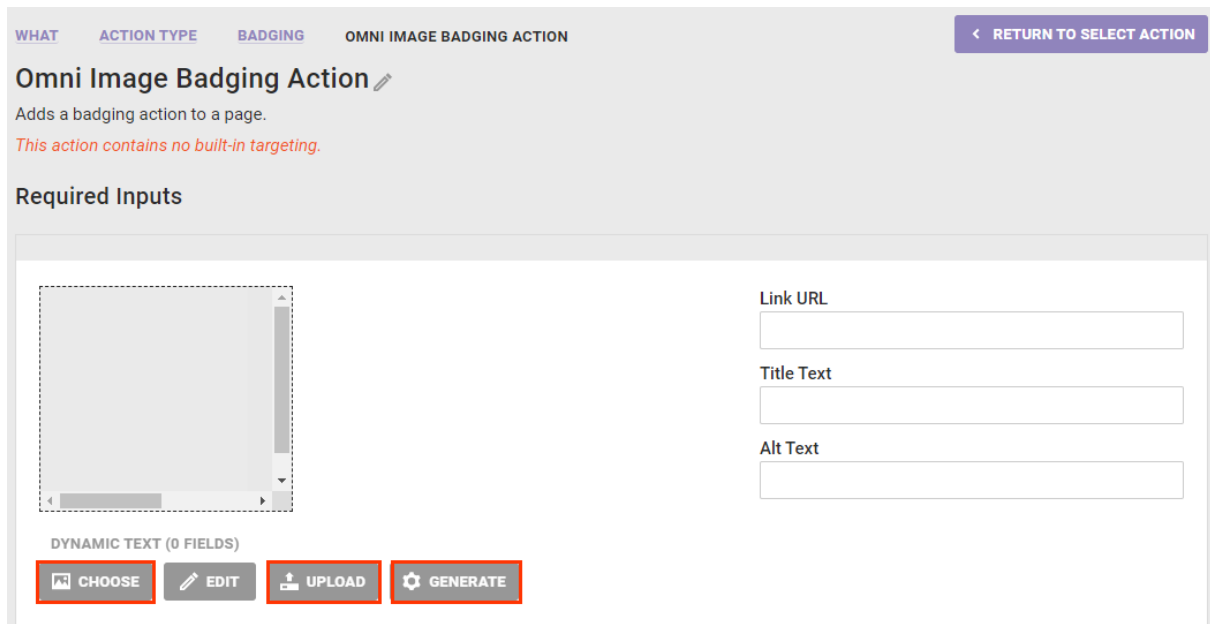 WHAT ACTION TYPE BADGING OMNI IMAGE BADGING ACTION
RETURN TO SELECT ACTION
Omni Image Badging Action
Adds a badging action to a page.
This action contains no built-in targeting.
Required Inputs
Link URL
Title Text
Alt Text
DYNAMIC TEXT (0 FIELDS)
CHOOSE EDIT UPLOAD GENERATE